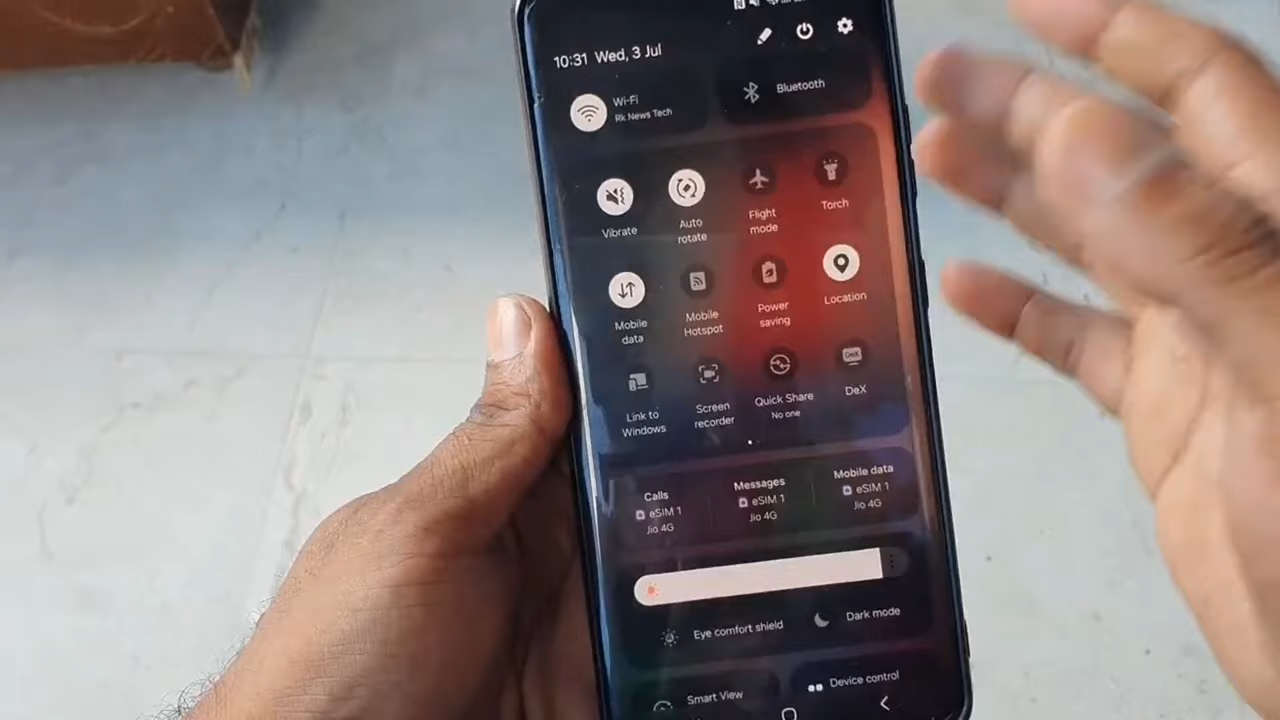 10:31 Wed, 3 Jul
Wi-Fi
Rk News Tech
Bluetooth
Vibrate
Auto
rotate
Flight
mode
Torch
Mobile
data
Mobile
Hotspot
Power
saving
Location
Link to
Windows
Screen
recorder
Quick Share
No one
DeX
DeX
Calls
eSIM 1
Jio 4G
Messages
eSIM 1
Jio 4G
Mobile data
eSIM 1
Jio 4G
Eye comfort shield
Dark mode
Smart View
Device control